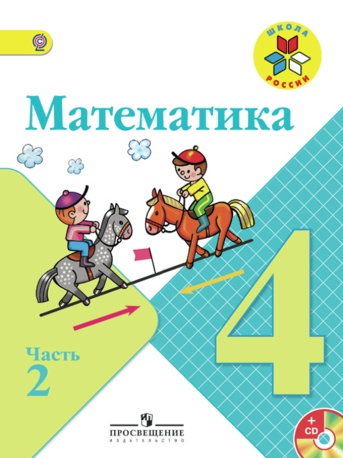 ШКОЛА
РОССИИ
Математика
4
Часть
2
ПРОСВЕЩЕНИЕ
ИЗДАТЕЛЬСТВО
+
CD